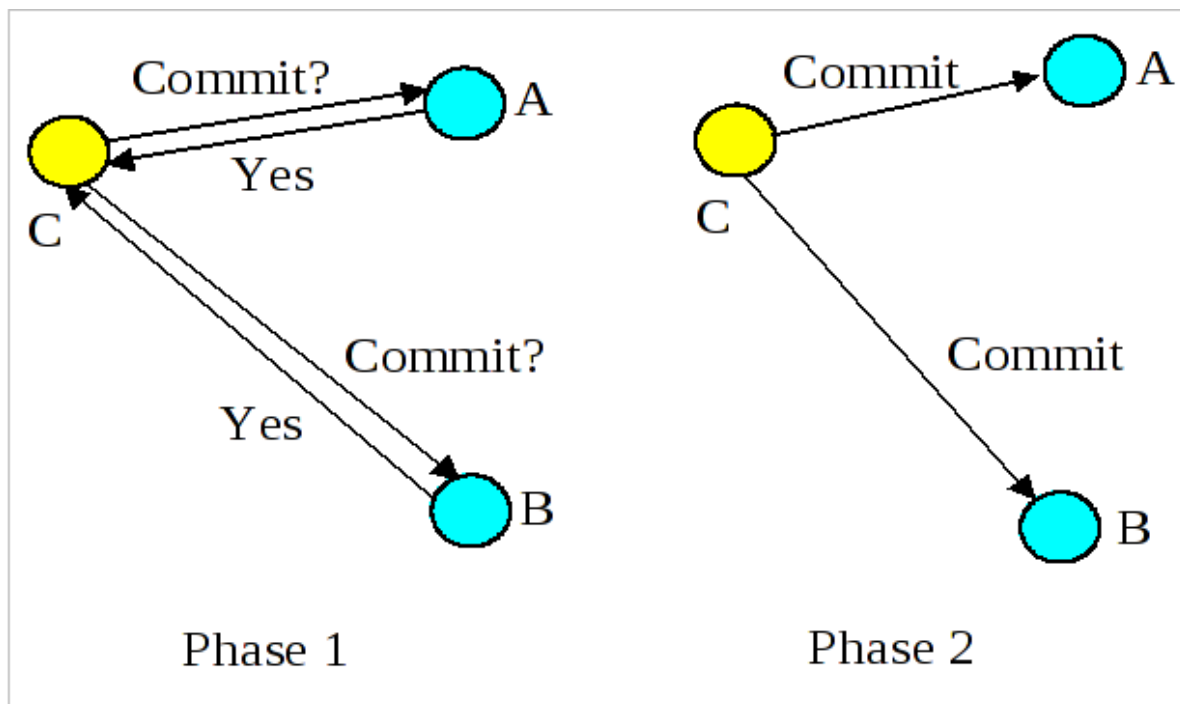 Commit?
A
Yes
C
Commit?
Yes
B
Phase 1
Commit
A
C
Commit
B
Phase 2